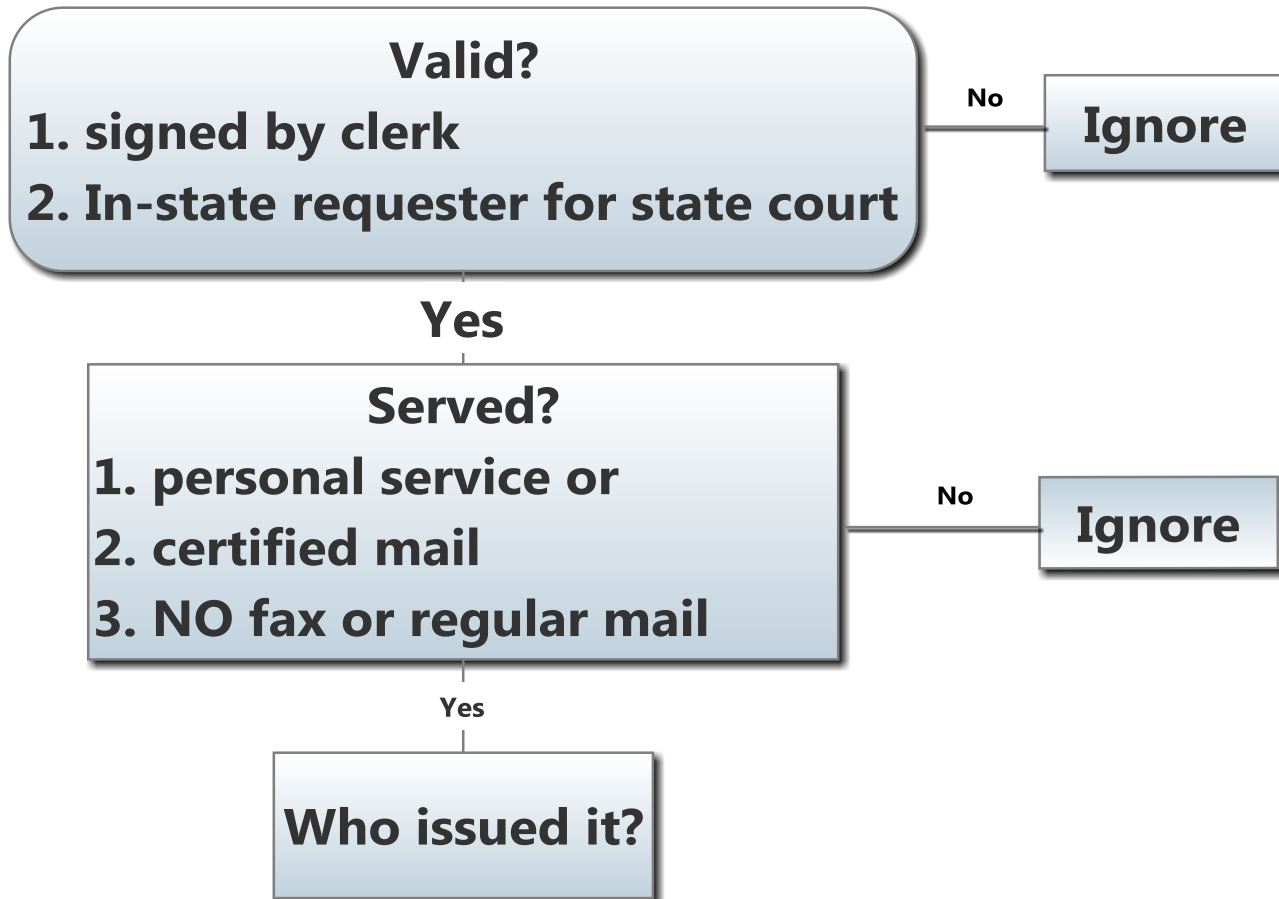 Valid?
1. signed by clerk
2. In-state requester for state court
No
Ignore
Yes
Served?
1. personal service or
2. certified mail
3. NO fax or regular mail
No
Ignore
Yes
Who issued it?